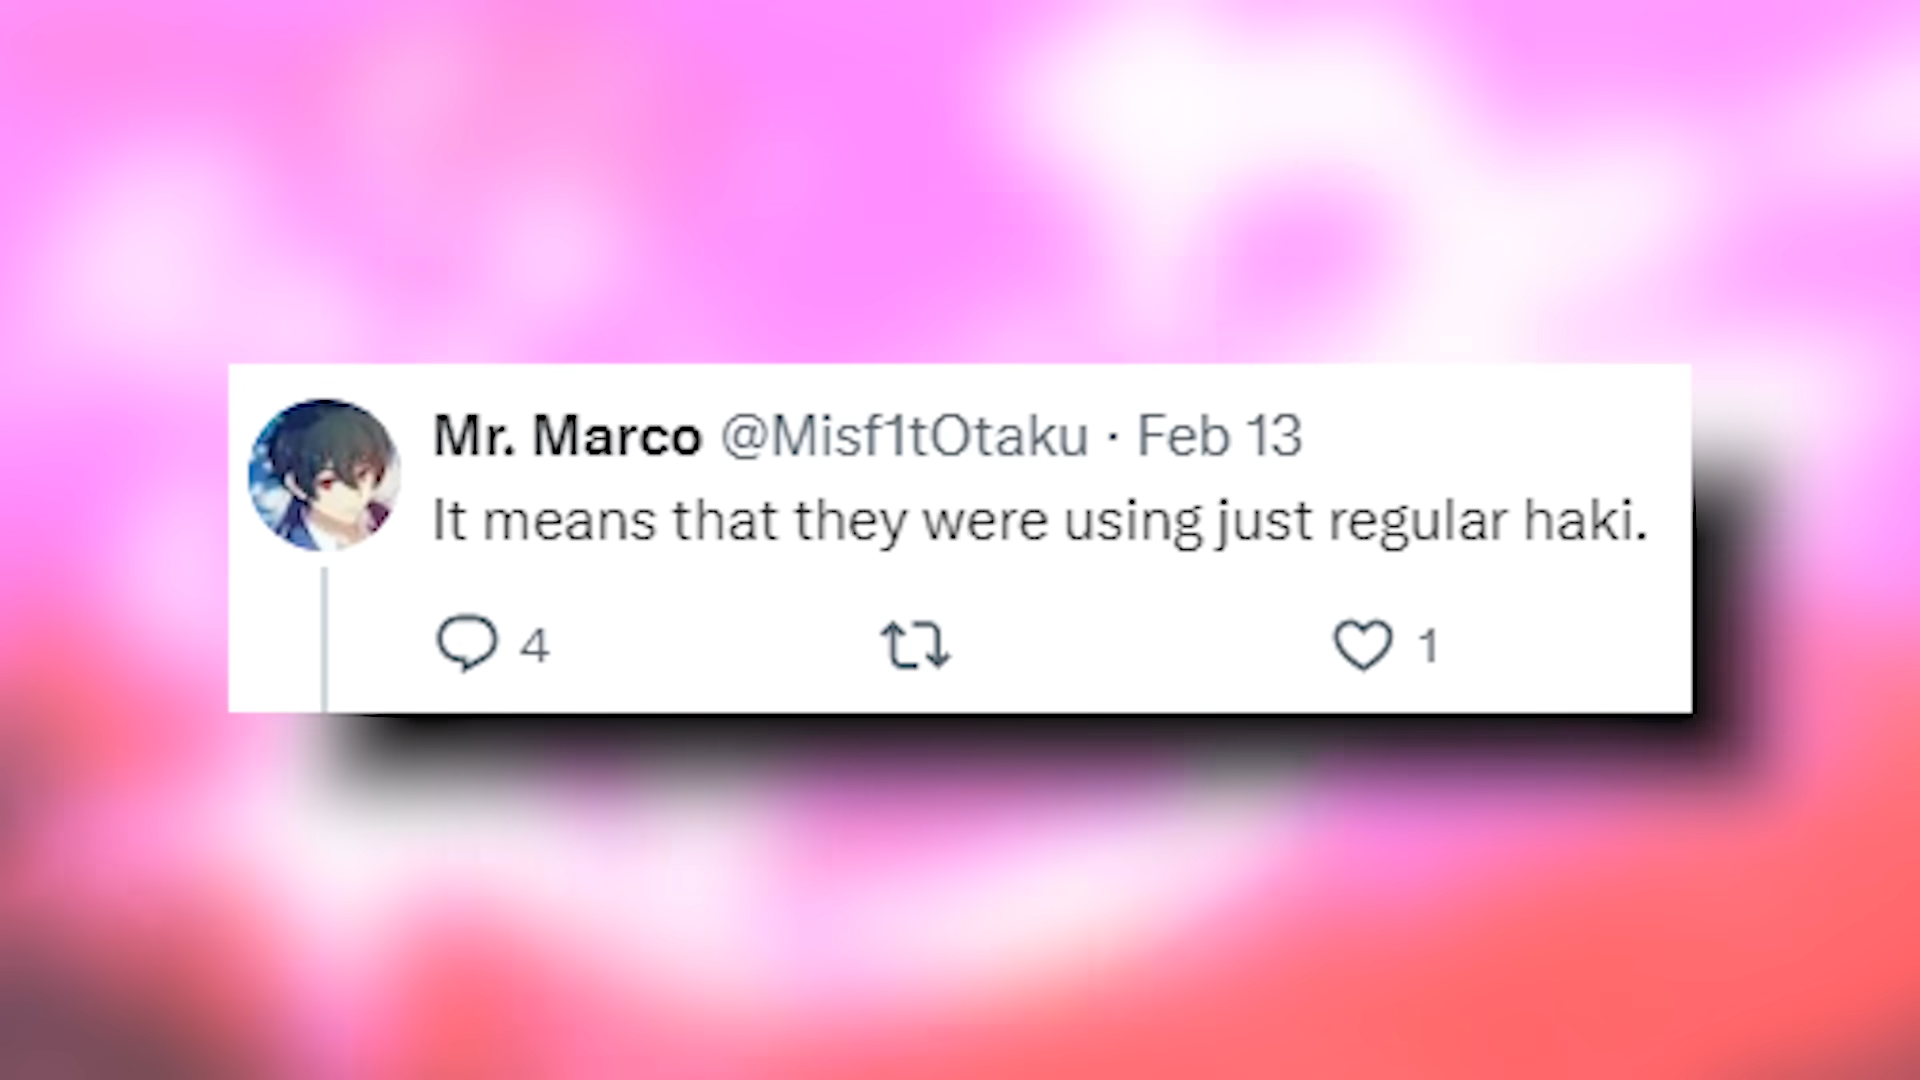 Mr. Marco @Misf1tOtaku · Feb 13
It means that they were using just regular haki.
4 1